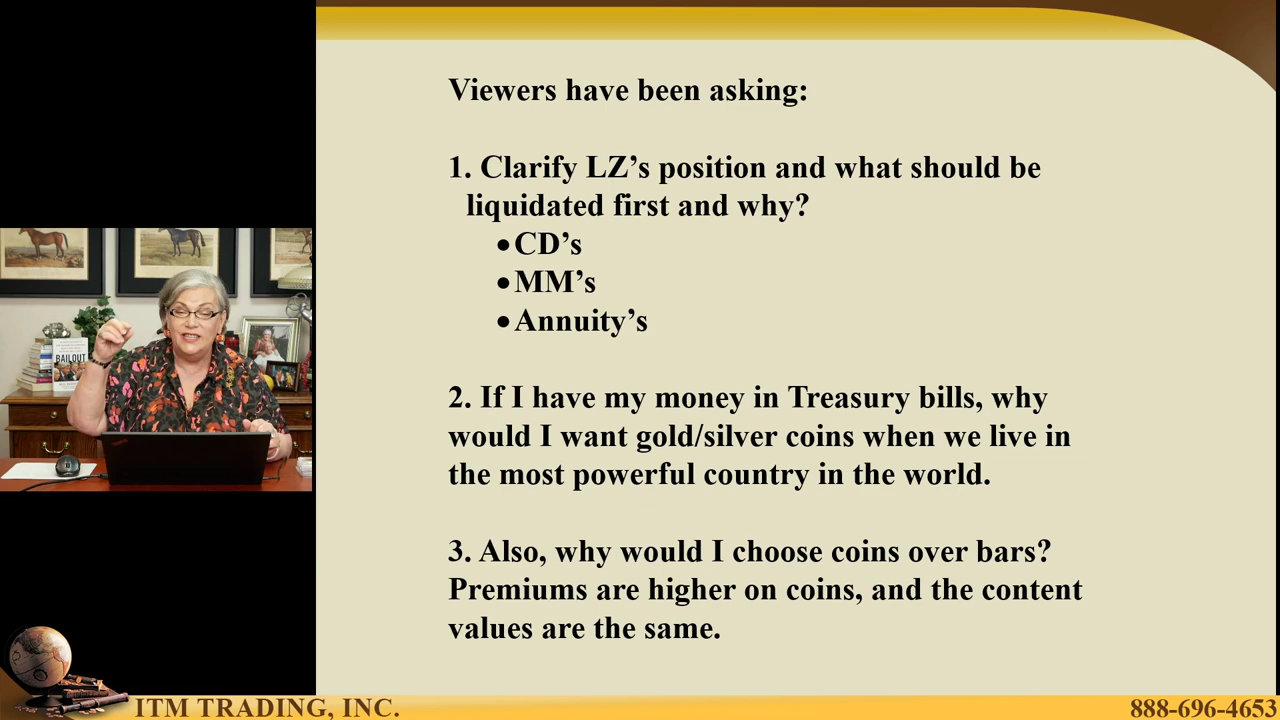 Viewers have been asking:
1. Clarify LZ’s position and what should be
liquidated first and why?
•CD’s
•MM’s
•Annuity’s
2. If I have my money in Treasury bills, why
would I want gold/silver coins when we live in
the most powerful country in the world.
3. Also, why would I choose coins over bars?
Premiums are higher on coins, and the content
values are the same.
BAILOUT
ITM TRADING, INC.
888-696-4653